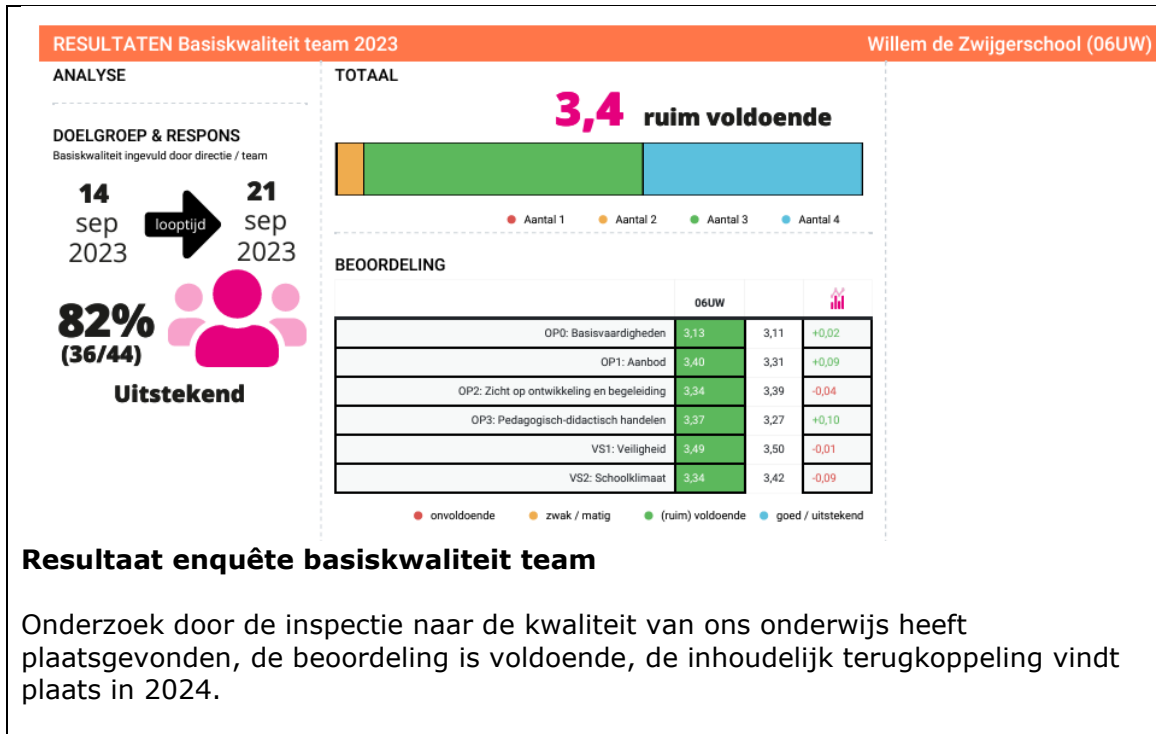 RESULTATEN Basiskwaliteit team 2023 Willem de Zwijgerschool (06UW)
ANALYSE
DOELGROEP & RESPONS
Basiskwaliteit ingevuld door directie / team
14
sep
2023
looptijd
21
sep
2023
82%
(36/44)
Uitstekend
TOTAAL
3,4 ruim voldoende
Aantal 1 Aantal 2 Aantal 3 Aantal 4
BEOORDELING
06UW
OP0: Basisvaardigheden 3,13 3,11 +0,02
OP1: Aanbod 3,40 3,31 +0,09
OP2: Zicht op ontwikkeling en begeleiding 3,34 3,39 -0,04
OP3: Pedagogisch-didactisch handelen 3,37 3,27 +0,10
VS1: Veiligheid 3,49 3,50 -0,01
VS2: Schoolklimaat 3,34 3,42 -0,09
onvoldoende zwak / matig (ruim) voldoende goed / uitstekend
Resultaat enquête basiskwaliteit team
Onderzoek door de inspectie naar de kwaliteit van ons onderwijs heeft
plaatsgevonden, de beoordeling is voldoende, de inhoudelijk terugkoppeling vindt
plaats in 2024.